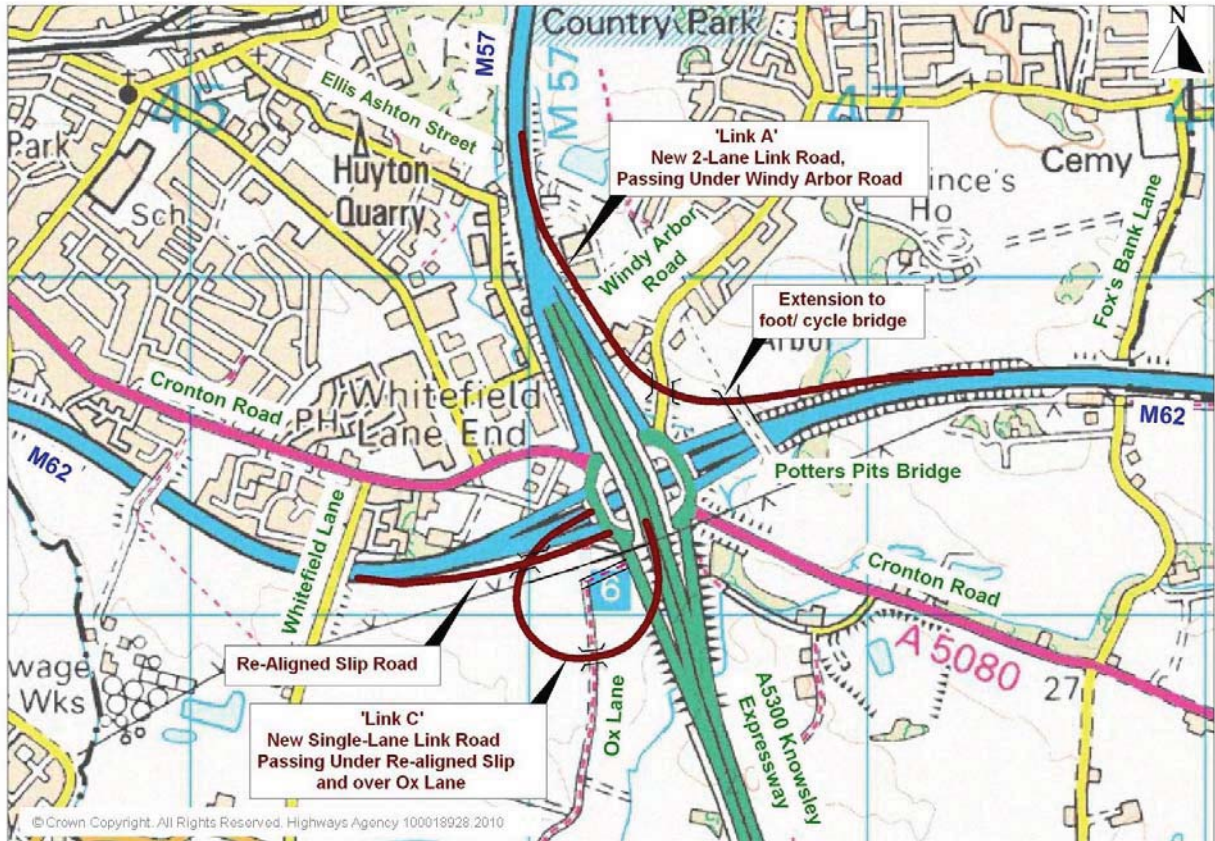 Country Park
N
M57
M 57
45
47
Ellis Ashton Street
'Link A'
New 2-Lane Link Road,
Passing Under Windy Arbor Road
Park
Huyton
Quarry
Cemy
Sch
Ho
Windy Arbor
Road
Fox's Bank Lane
Extension to
foot/ cycle bridge
Cronton Road
PH
Whitefield
Lane End
M62
M62
Potters Pits Bridge
Whitefield Lane
Cronton Road
6
A 5080
Re-Aligned Slip Road
Wks
27
'Link C'
New Single-Lane Link Road
Passing Under Re-aligned Slip
and over Ox Lane
Ox Lane
A5300 Knowsley
Expressway
© Crown Copyright. All Rights Reserved. Highways Agency 100018928.2010